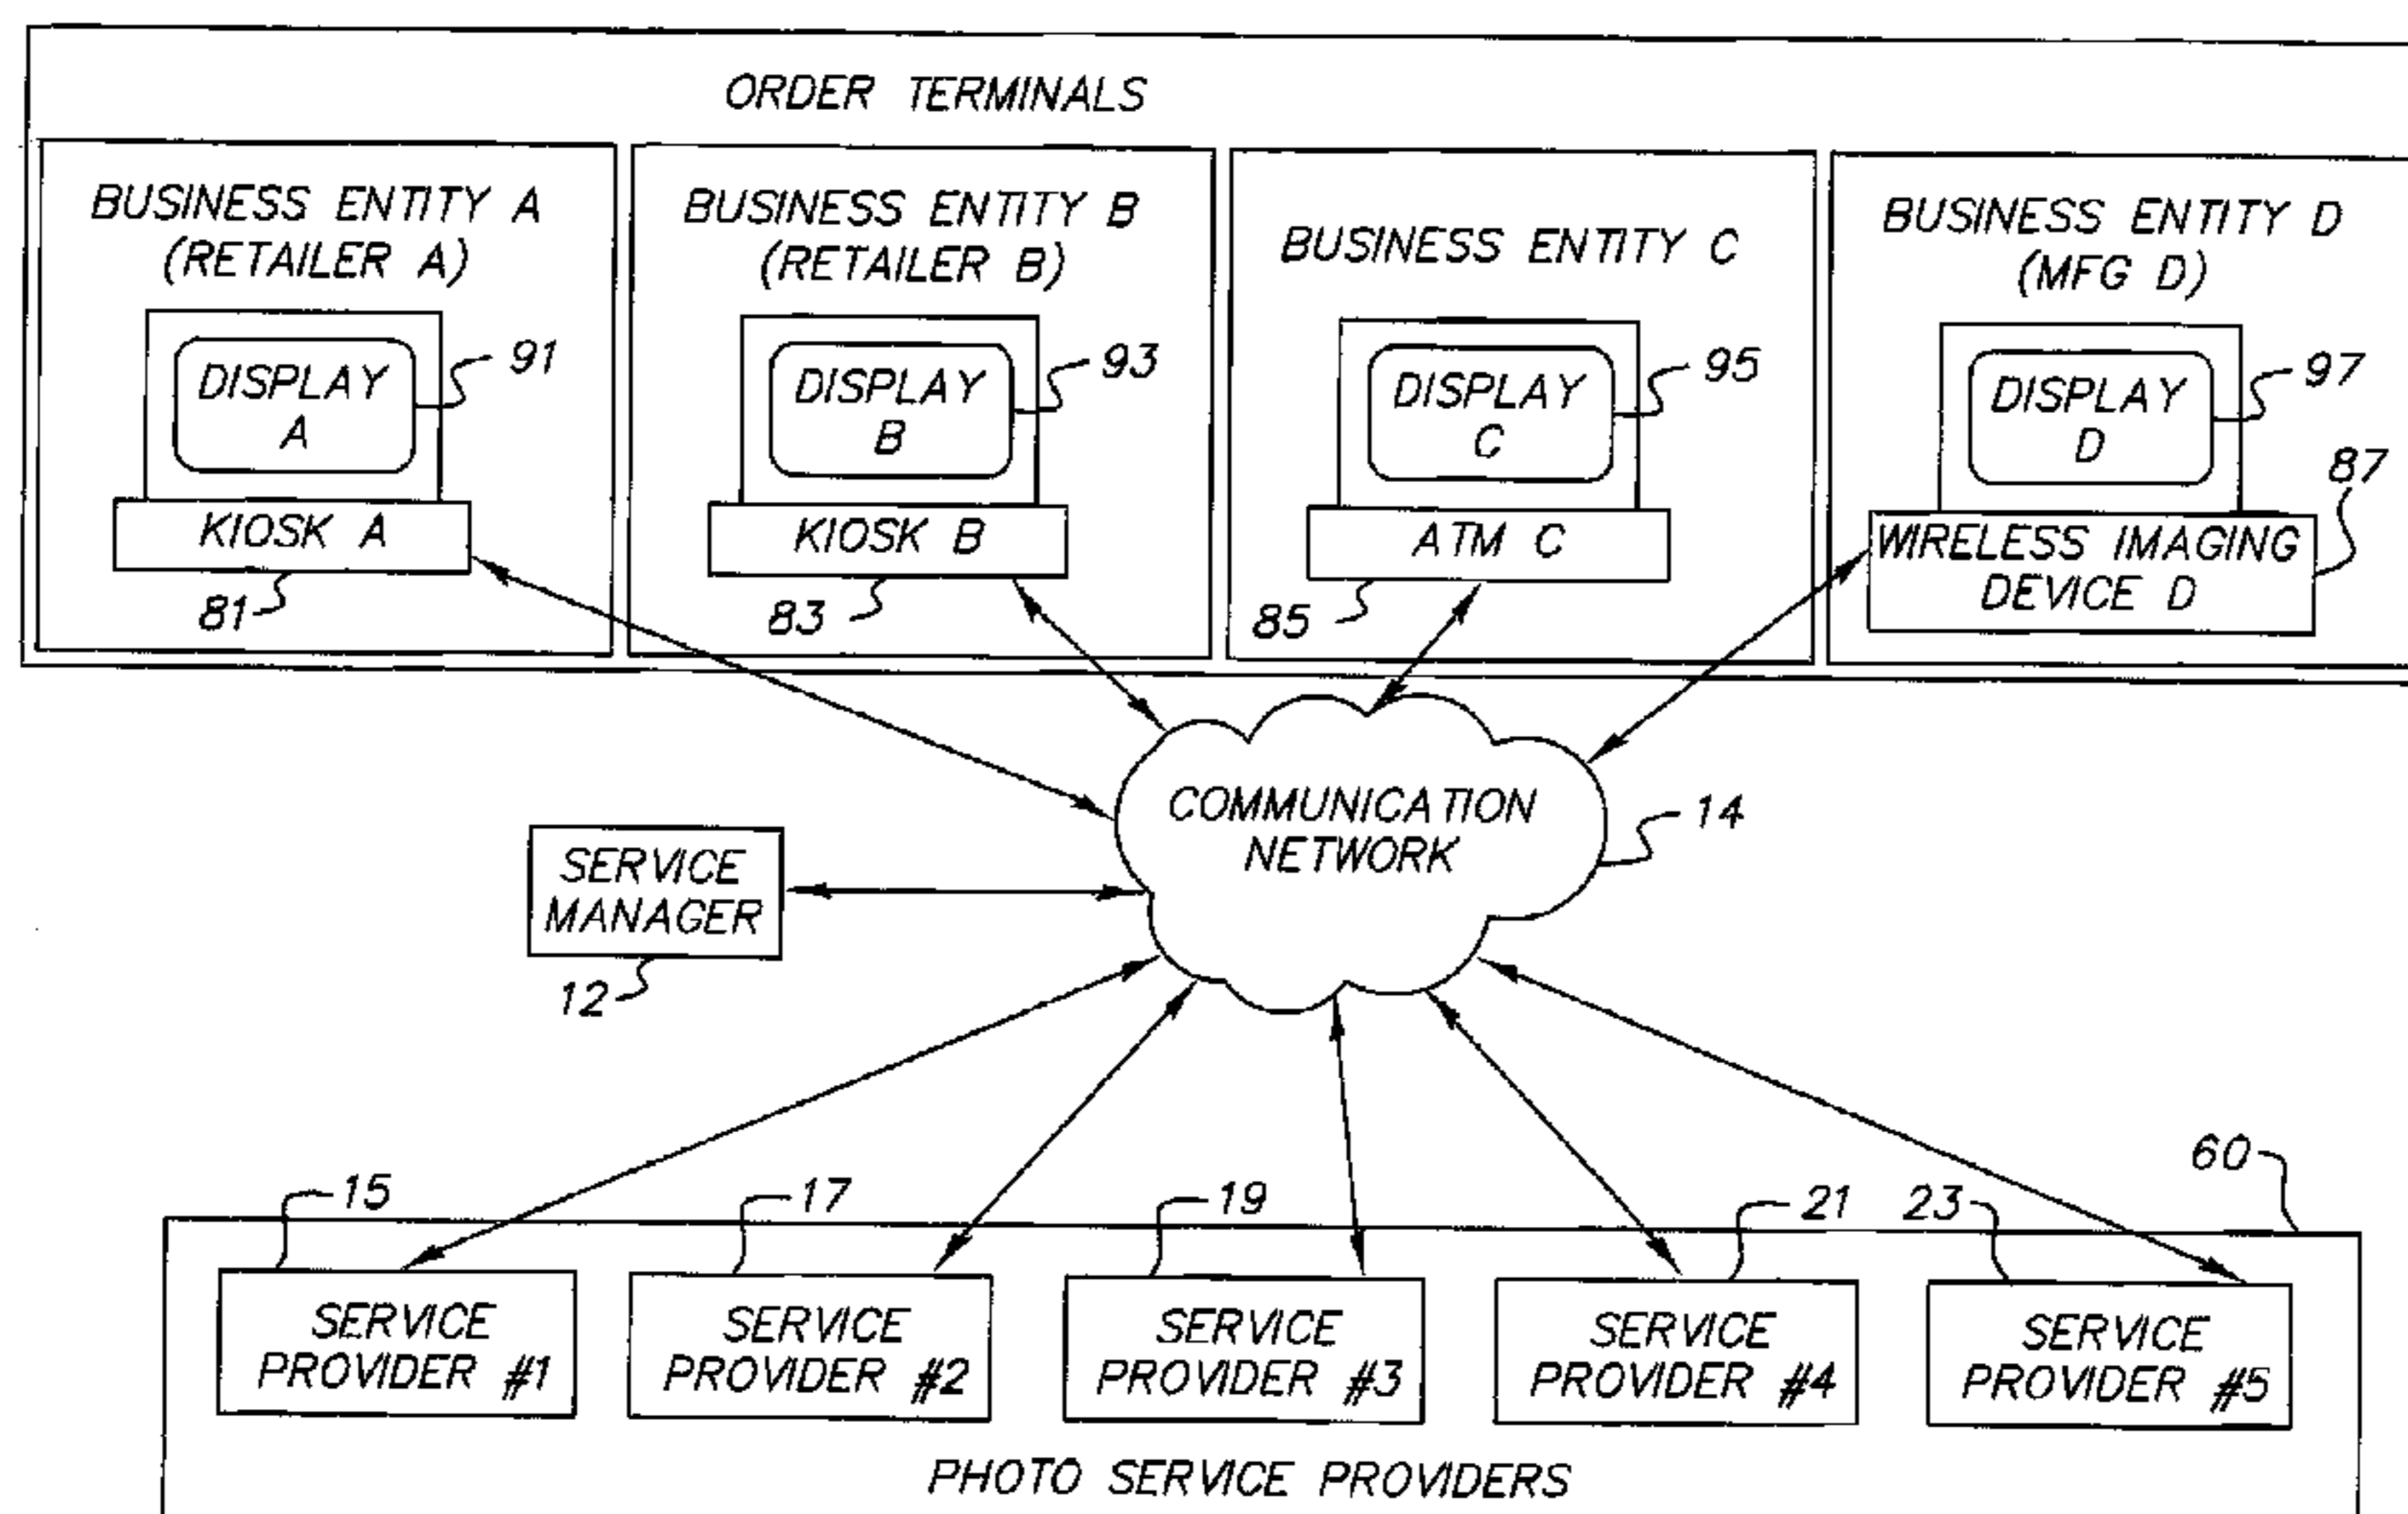 ORDER TERMINALS
BUSINESS ENTITY A
(RETAILER A)
DISPLAY
A
91
KIOSK A
81
BUSINESS ENTITY B
(RETAILER B)
DISPLAY
B
93
KIOSK B
83
BUSINESS ENTITY C
DISPLAY
C
95
ATM C
85
BUSINESS ENTITY D
(MFG D)
DISPLAY
D
97
87
WIRELESS IMAGING
DEVICE D
COMMUNICATION
NETWORK
14
SERVICE
MANAGER
12
60
15
SERVICE
PROVIDER #1
17
SERVICE
PROVIDER #2
19
SERVICE
PROVIDER #3
21
SERVICE
PROVIDER #4
23
SERVICE
PROVIDER #5
PHOTO SERVICE PROVIDERS